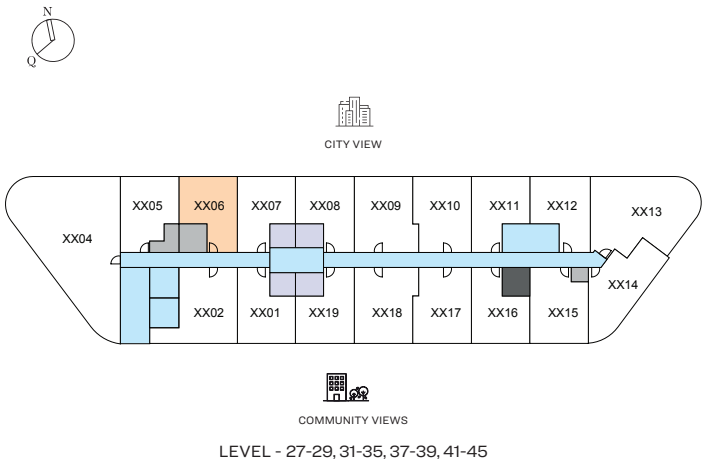 N
Q
CITY VIEW
XX05 XX06 XX07 XX08 XX09 XX10 XX11 XX12
XX13
XX04
XX14
XX02 XX01 XX19 XX18 XX17 XX16 XX15
COMMUNITY VIEWS
LEVEL - 27-29, 31-35, 37-39, 41-45